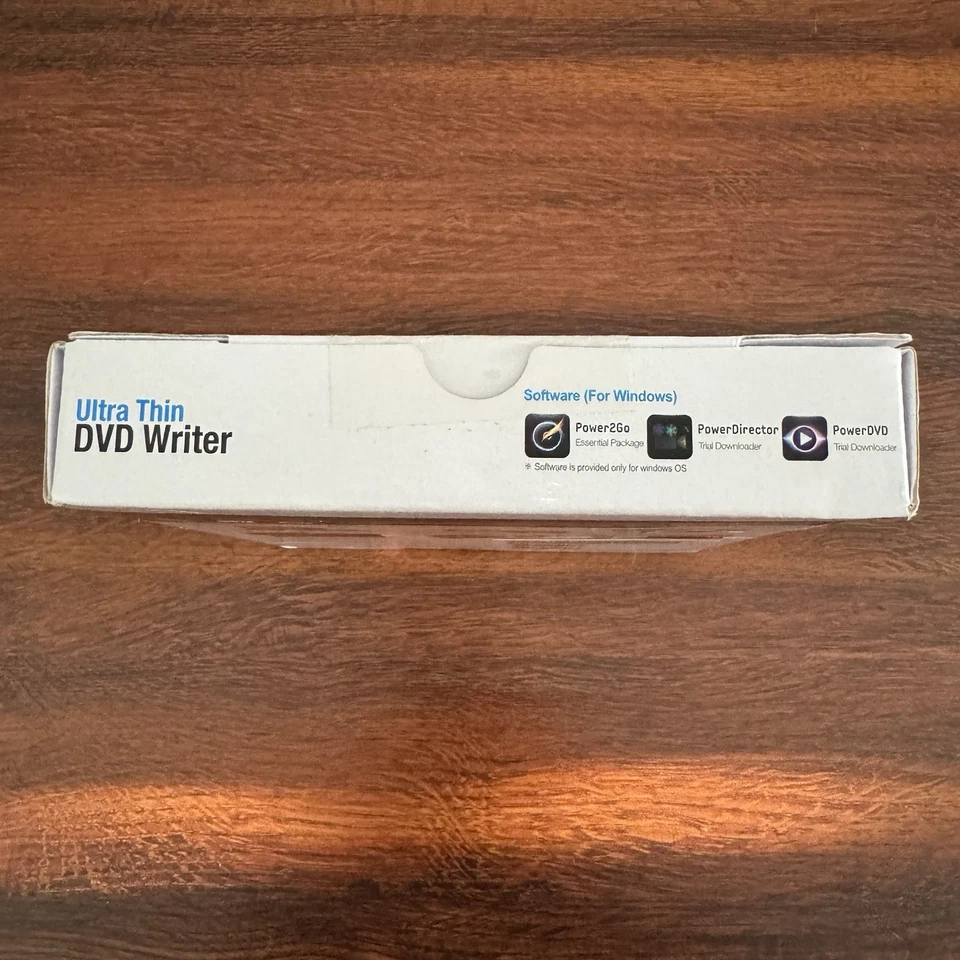 Ultra Thin
DVD Writer
Software (For Windows)
Power2Go
Essential Package
PowerDirector
Trial Downloader
PowerDVD
Trial Downloader
※ Software is provided only for windows OS